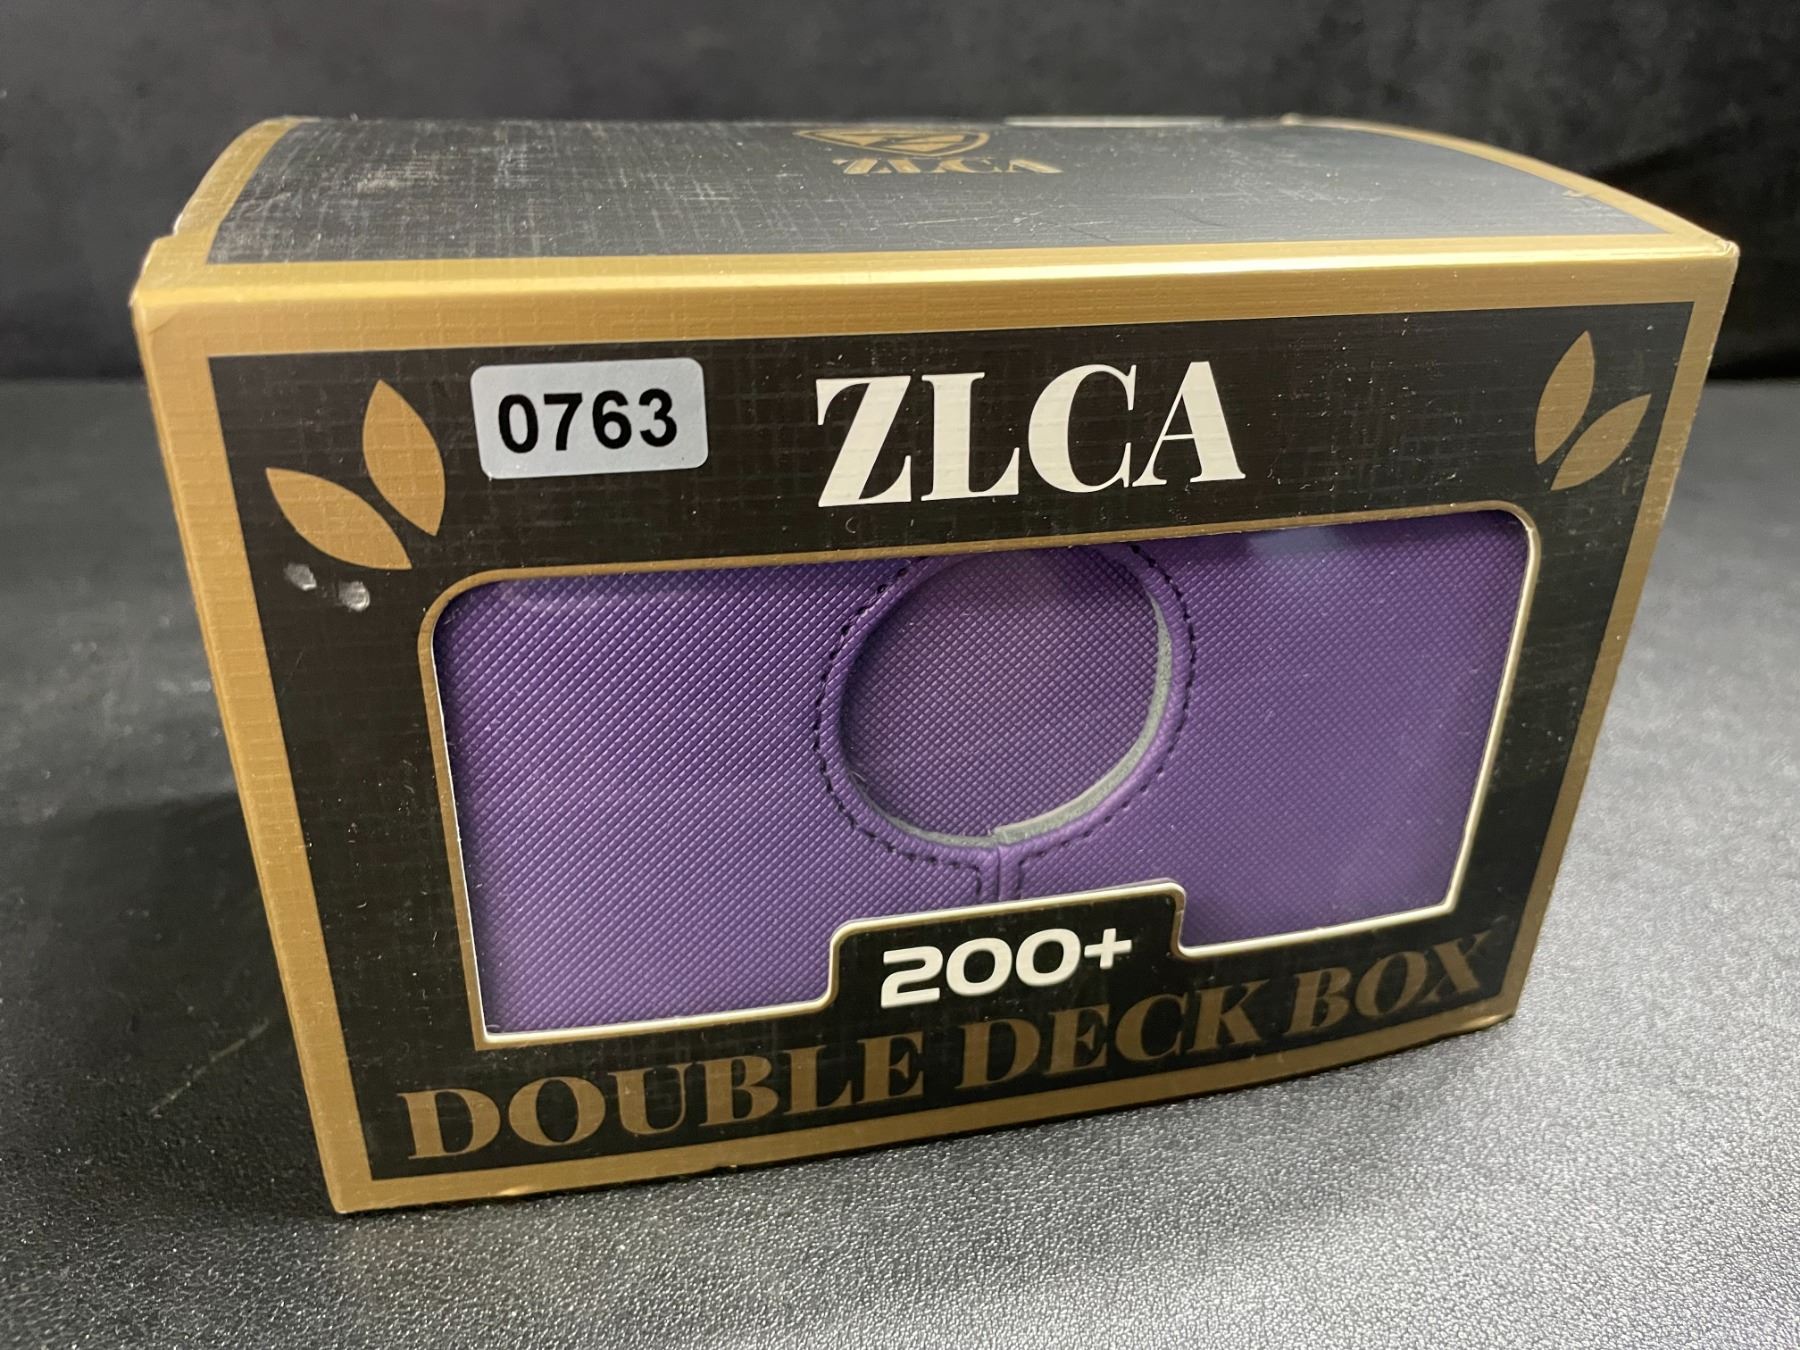 ZLCA
0763
ZLCA
200+
DOUBLE DECK BOX